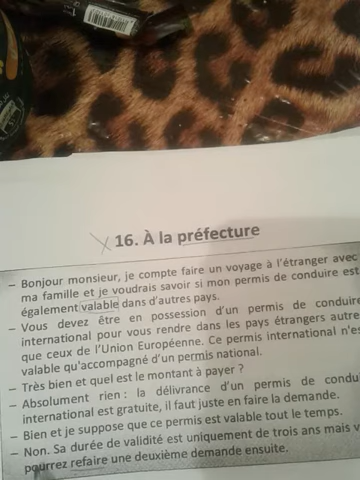 16. À la préfecture
– Bonjour monsieur, je compte faire un voyage à l'étranger avec
ma famille et je voudrais savoir si mon permis de conduire est
également valable dans d'autres pays.
– Vous devez être en possession d'un permis de conduire
international pour vous rendre dans les pays étrangers autre
que ceux de l'Union Européenne. Ce permis international n'es
valable qu'accompagné d'un permis national.
– Très bien et quel est le montant à payer ?
– Absolument rien : la délivrance d'un permis de condu
international est gratuite, il faut juste en faire la demande.
– Bien et je suppose que ce permis est valable tout le temps.
– Non. Sa durée de validité est uniquement de trois ans mais v
pourrez refaire une deuxième demande ensuite.